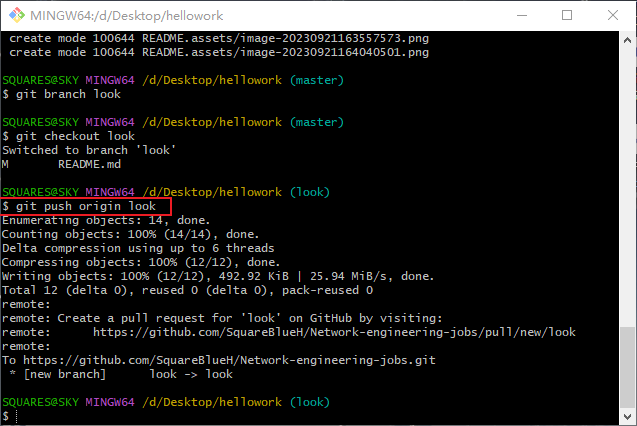 MINGW64:/d/Desktop/hellowork
create mode 100644 README.assets/image-20230921163557573.png
create mode 100644 README.assets/image-20230921164040501.png
SQUARES@SKY MINGW64 /d/Desktop/hellowork (master)
$ git branch look
SQUARES@SKY MINGW64 /d/Desktop/hellowork (master)
$ git checkout look
Switched to branch 'look'
M       README.md
SQUARES@SKY MINGW64 /d/Desktop/hellowork (look)
$ git push origin look
Enumerating objects: 14, done.
Counting objects: 100% (14/14), done.
Delta compression using up to 6 threads
Compressing objects: 100% (12/12), done.
Writing objects: 100% (12/12), 492.92 KiB | 25.94 MiB/s, done.
Total 12 (delta 0), reused 0 (delta 0), pack-reused 0
remote:
remote: Create a pull request for 'look' on GitHub by visiting:
remote:      https://github.com/SquareBlueH/Network-engineering-jobs/pull/new/look
remote:
To https://github.com/SquareBlueH/Network-engineering-jobs.git
 * [new branch]      look -> look
SQUARES@SKY MINGW64 /d/Desktop/hellowork (look)
$